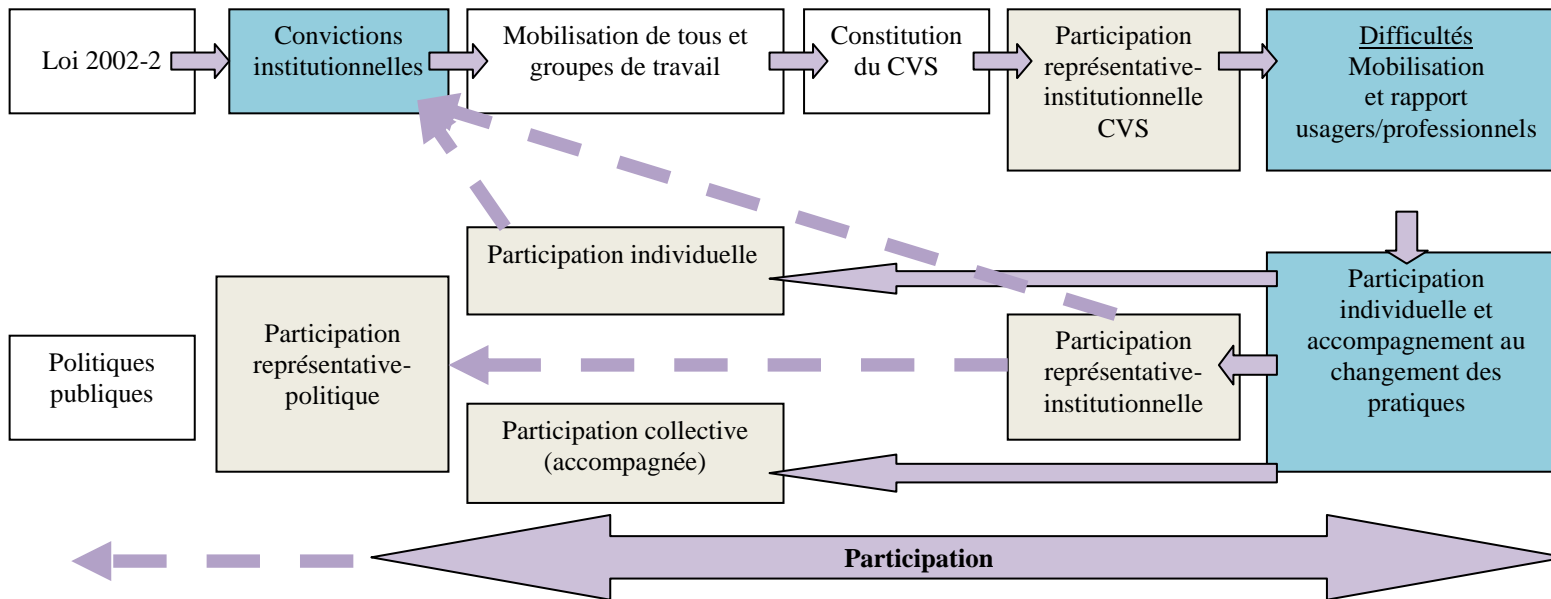 Loi 2002-2
Convictions
institutionnelles
Mobilisation de tous et
groupes de travail
Constitution
du CVS
Participation
représentative-
institutionnelle
CVS
Difficultés
Mobilisation
et rapport
usagers/professionnels
Participation individuelle
Participation
individuelle et
accompagnement au
changement des
pratiques
Politiques
publiques
Participation
représentative-
politique
Participation
représentative-
institutionnelle
Participation collective
(accompagnée)
Participation